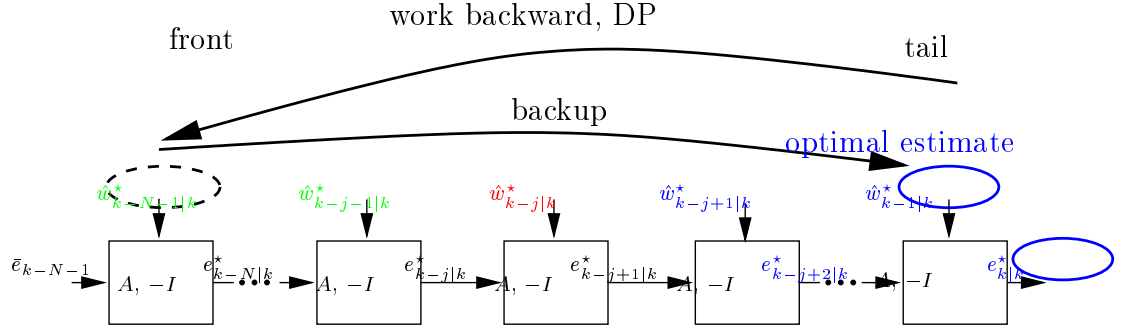 work backward, DP
front
tail
backup
optimal estimate
ŵ⋆k−N−1|k ŵ⋆k−j−1|k ŵ⋆k−j|k ŵ⋆k−j+1|k ŵ⋆k−1|k
ēk−N−1 e⋆k−N|k e⋆k−j|k e⋆k−j+1|k e⋆k−j+2|k e⋆k|k
A, −I ••• A, −I A, −I A, −I ••• A, −I